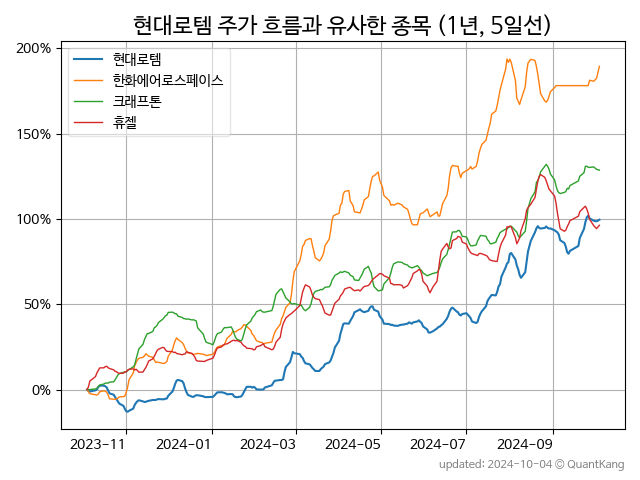 현대로템 주가 흐름과 유사한 종목 (1년, 5일선)
현대로템
한화에어로스페이스
크래프톤
휴젤
200%
150%
100%
50%
0%
2023-11
2024-01
2024-03
2024-05
2024-07
2024-09
updated: 2024-10-04 © QuantKang